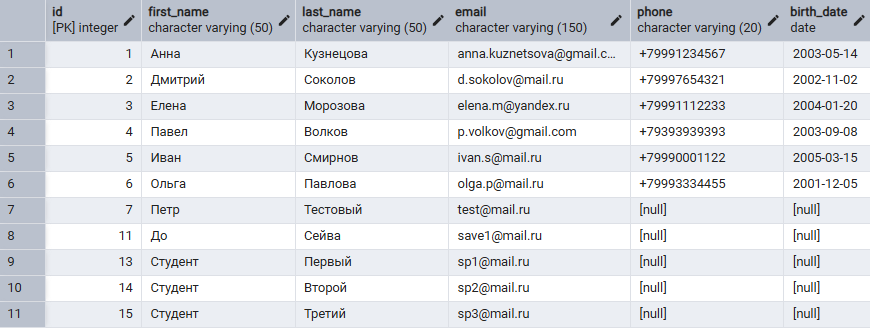 id first_name last_name email phone birth_date
[PK] integer character varying (50) character varying (50) character varying (150) character varying (20) date
1 1 Анна Кузнецова anna.kuznetsova@gmail.c... +79991234567 2003-05-14
2 2 Дмитрий Соколов d.sokolov@mail.ru +79997654321 2002-11-02
3 3 Елена Морозова elena.m@yandex.ru +79991112233 2004-01-20
4 4 Павел Волков p.volkov@gmail.com +79393939393 2003-09-08
5 5 Иван Смирнов ivan.s@mail.ru +79990001122 2005-03-15
6 6 Ольга Павлова olga.p@mail.ru +79993334455 2001-12-05
7 7 Петр Тестовый test@mail.ru [null] [null]
8 11 До Сейва save1@mail.ru [null] [null]
9 13 Студент Первый sp1@mail.ru [null] [null]
10 14 Студент Второй sp2@mail.ru [null] [null]
11 15 Студент Третий sp3@mail.ru [null] [null]